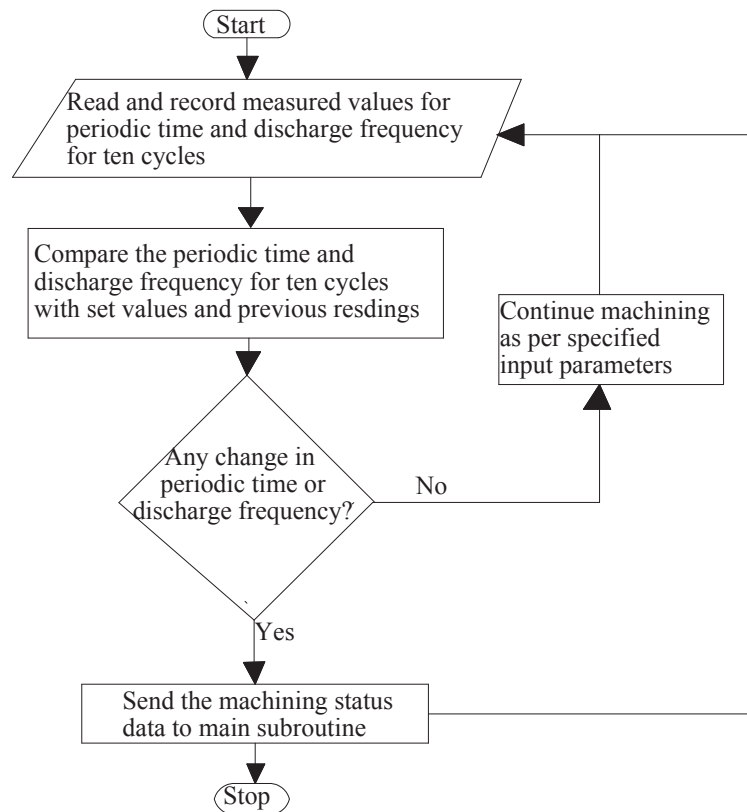 Start
Read and record measured values for
periodic time and discharge frequency
for ten cycles
Compare the periodic time and
discharge frequency for ten cycles
with set values and previous resdings
Continue machining
as per specified
input parameters
Any change in
periodic time or
discharge frequency?
No
Yes
Send the machining status
data to main subroutine
Stop